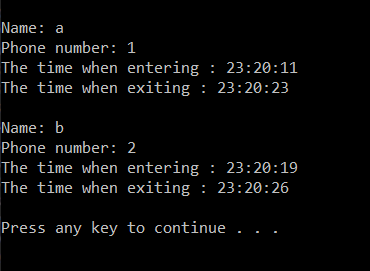 Name: a
Phone number: 1
The time when entering : 23:20:11
The time when exiting : 23:20:23
Name: b
Phone number: 2
The time when entering : 23:20:19
The time when exiting : 23:20:26
Press any key to continue . . .